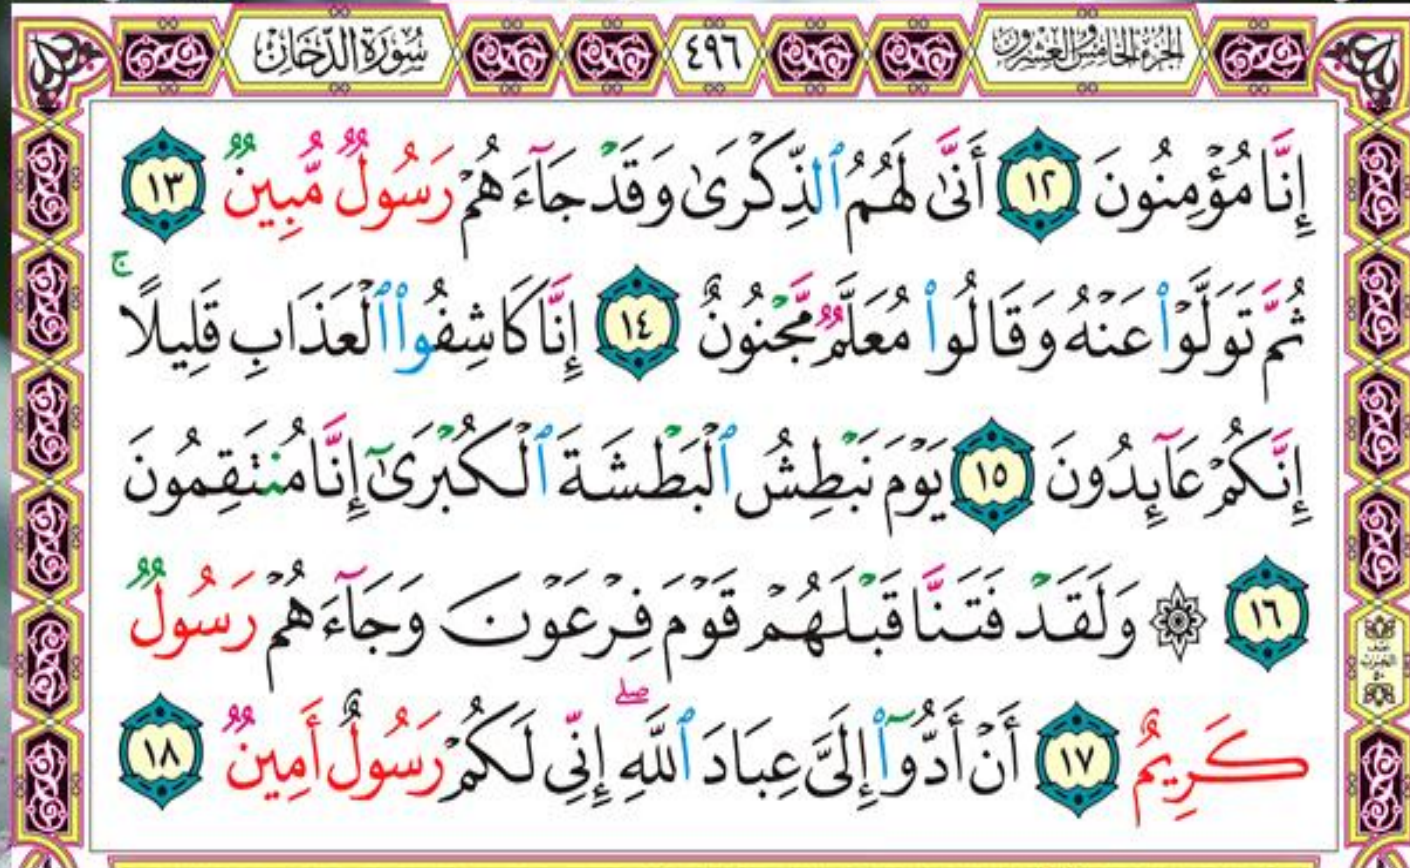 الجزء الخامس والعشرون ٤٩٦ سُورَةُ الدُّخَانِ
إِنَّا مُؤْمِنُونَ ١٢ أَنَّىٰ لَهُمُ ٱلذِّكْرَىٰ وَقَدْ جَآءَهُمْ رَسُولٌ مُّبِينٌ ١٣
ثُمَّ تَوَلَّوْا۟ عَنْهُ وَقَالُوا۟ مُعَلَّمٌ مَّجْنُونٌ ١٤ إِنَّا كَاشِفُوا۟ ٱلْعَذَابِ قَلِيلًا ۚ
إِنَّكُمْ عَآئِدُونَ ١٥ يَوْمَ نَبْطِشُ ٱلْبَطْشَةَ ٱلْكُبْرَىٰٓ إِنَّا مُنتَقِمُونَ
١٦ ۞ وَلَقَدْ فَتَنَّا قَبْلَهُمْ قَوْمَ فِرْعَوْنَ وَجَآءَهُمْ رَسُولٌ
كَرِيمٌ ١٧ أَنْ أَدُّوٓا۟ إِلَىَّ عِبَادَ ٱللَّهِ ۖ إِنِّى لَكُمْ رَسُولٌ أَمِينٌ ١٨